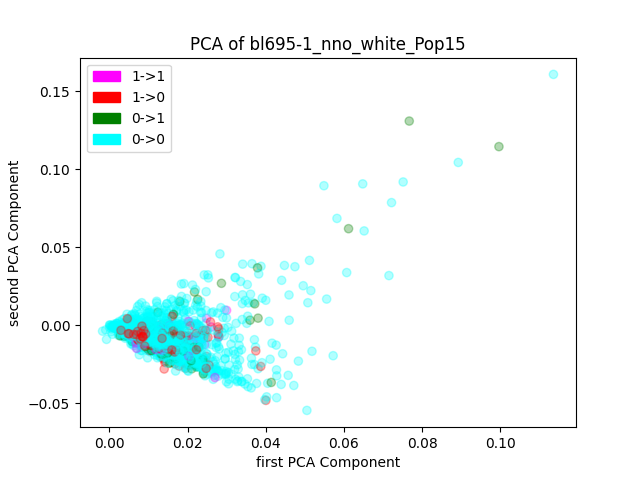 PCA of bl695-1_nno_white_Pop15
1->1
1->0
0->1
0->0
0.15
0.10
0.05
0.00
−0.05
second PCA Component
0.00 0.02 0.04 0.06 0.08 0.10
first PCA Component